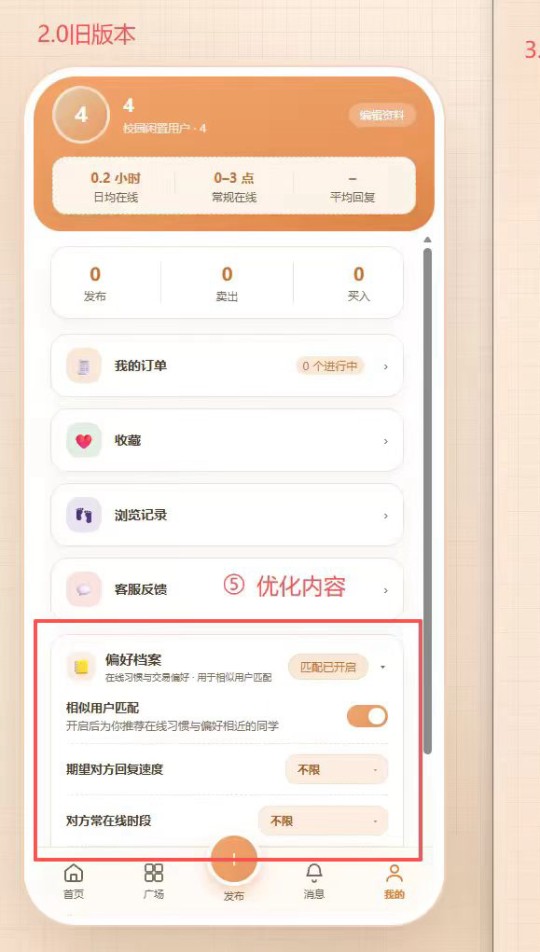 2.0旧版本
3.
4
4
编辑资料
校园闲置用户 · 4
0.2 小时
0–3 点
–
日均在线
常规在线
平均回复
0
0
0
发布
卖出
买入
我的订单
0 个进行中
›
收藏
›
浏览记录
›
客服反馈
⑤ 优化内容
›
偏好档案
在线习惯与交易偏好 · 用于相似用户匹配
匹配已开启
相似用户匹配
开启后为你推荐在线习惯与偏好相近的同学
期望对方回复速度
不限
对方常在线时段
不限
首页
广场
发布
消息
我的